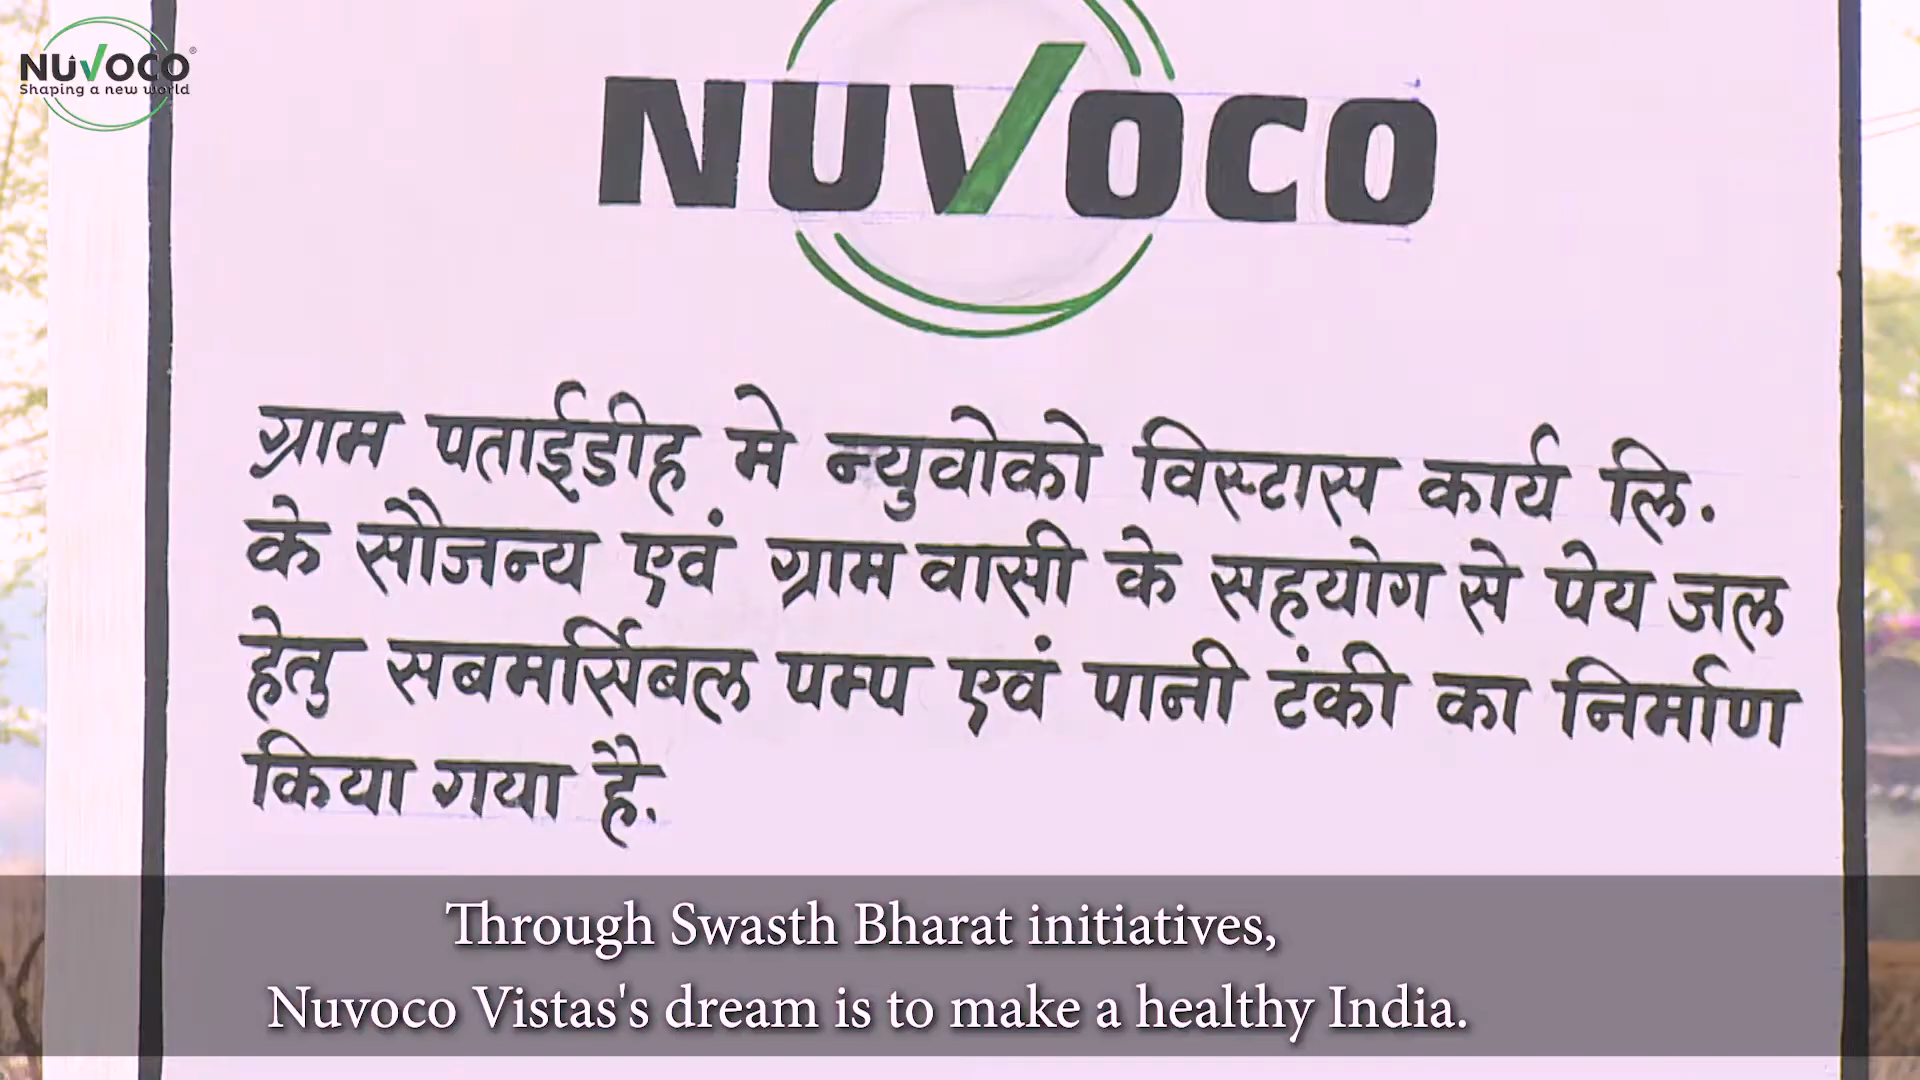 NUVOCO
Shaping a new world
NUVOCO
ग्राम पताईडीह मे न्युवोको विस्टास कार्य लि.
के सौजन्य एवं ग्राम वासी के सहयोग से पेय जल
हेतु सबमर्सिबल पम्प एवं पानी टंकी का निर्माण
किया गया है.
Through Swasth Bharat initiatives,
Nuvoco Vistas's dream is to make a healthy India.